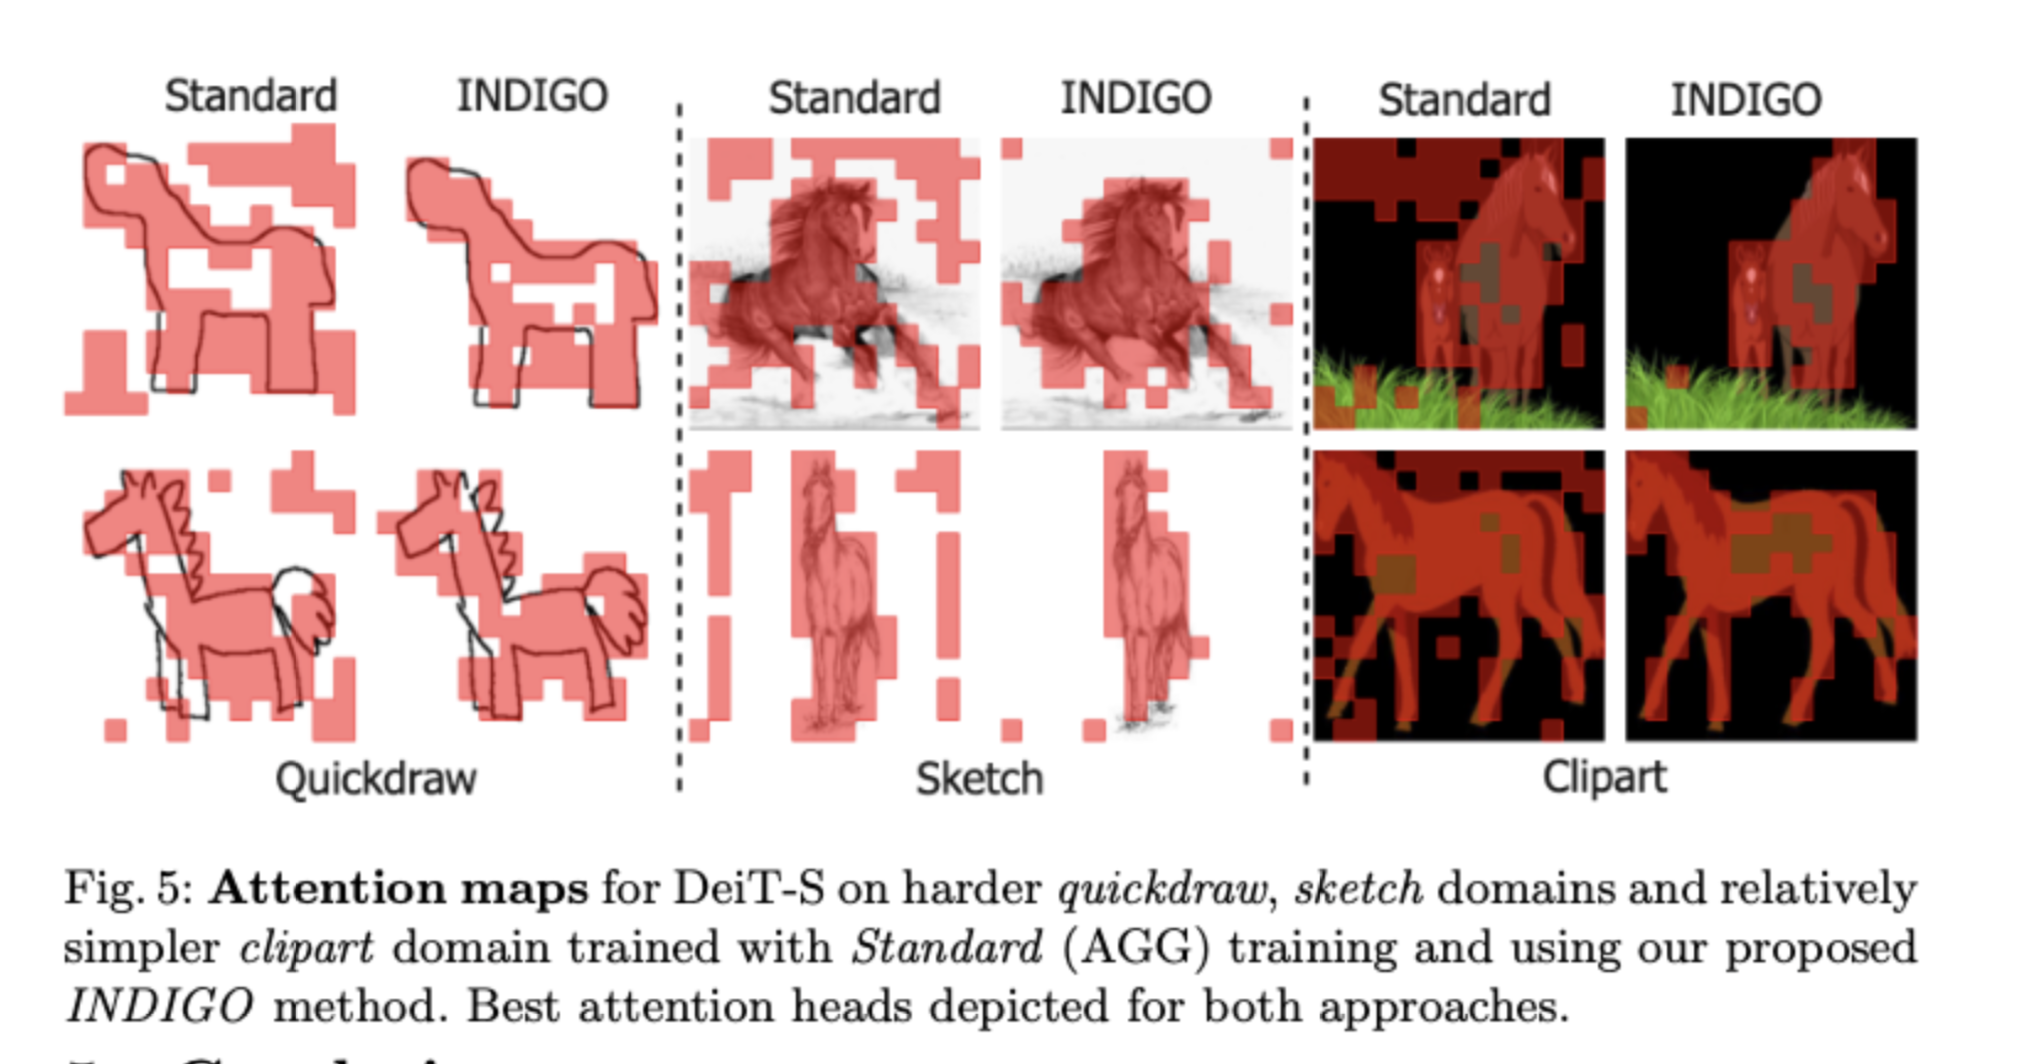 Standard INDIGO Standard INDIGO Standard INDIGO
Quickdraw Sketch Clipart
Fig. 5: Attention maps for DeiT-S on harder quickdraw, sketch domains and relatively
simpler clipart domain trained with Standard (AGG) training and using our proposed
INDIGO method. Best attention heads depicted for both approaches.